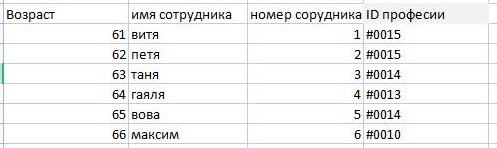 Возраст имя сотрудника номер сорудника ID професии
61 витя 1 #0015
62 петя 2 #0015
63 таня 3 #0014
64 гаяля 4 #0013
65 вова 5 #0014
66 максим 6 #0010